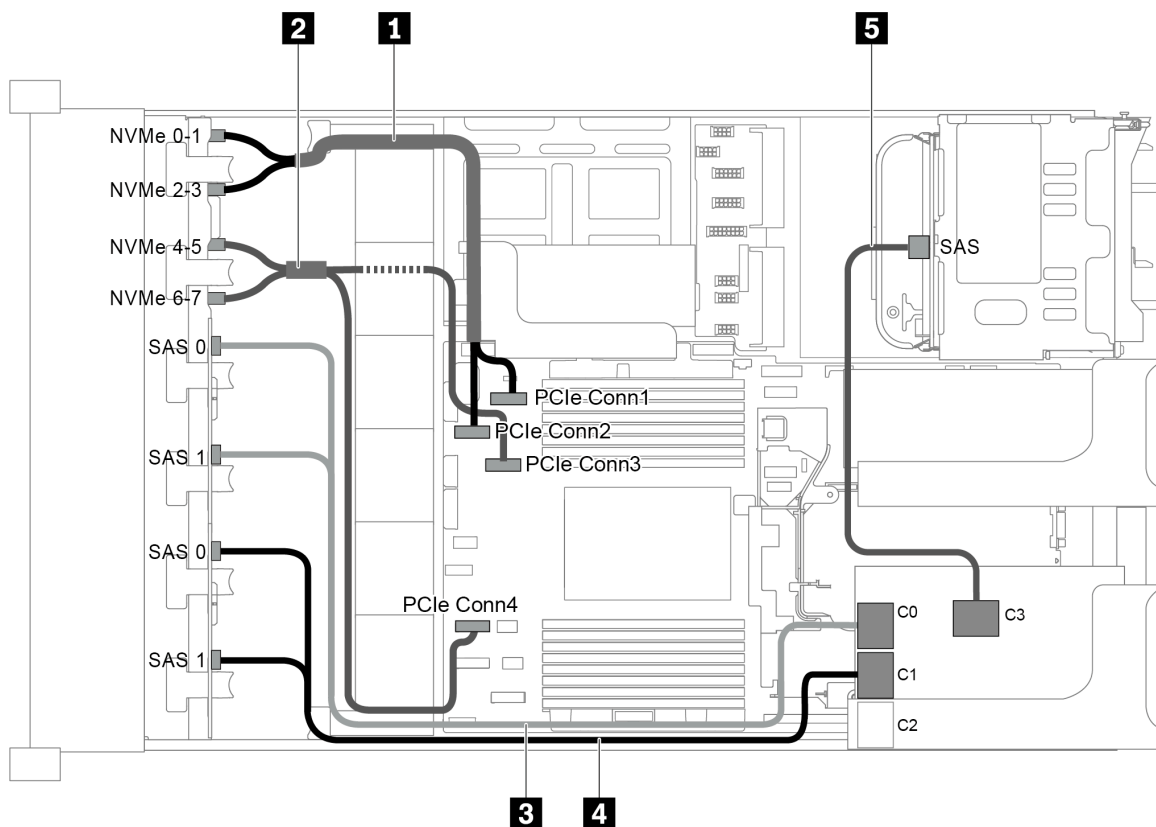 2
1
5
NVMe 0-1
NVMe 2-3
NVMe 4-5
SAS
NVMe 6-7
SAS 0
PCIe Conn1
PCIe Conn2
SAS 1
PCIe Conn3
SAS 0
PCIe Conn4
C0
C3
SAS 1
C1
C2
3
4